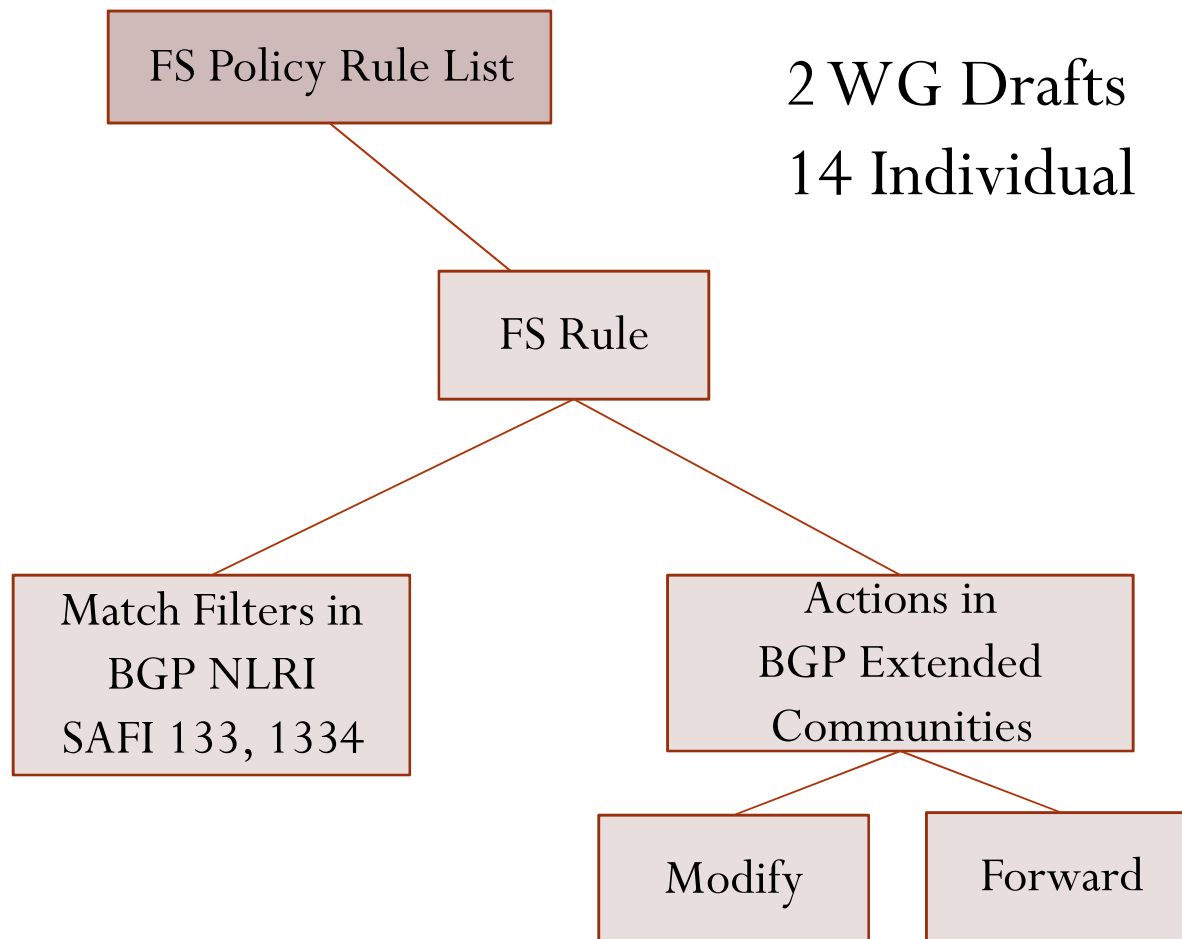 FS Policy Rule List
2 WG Drafts
14 Individual
FS Rule
Match Filters in
BGP NLRI
SAFI 133, 1334
Actions in
BGP Extended
Communities
Modify
Forward